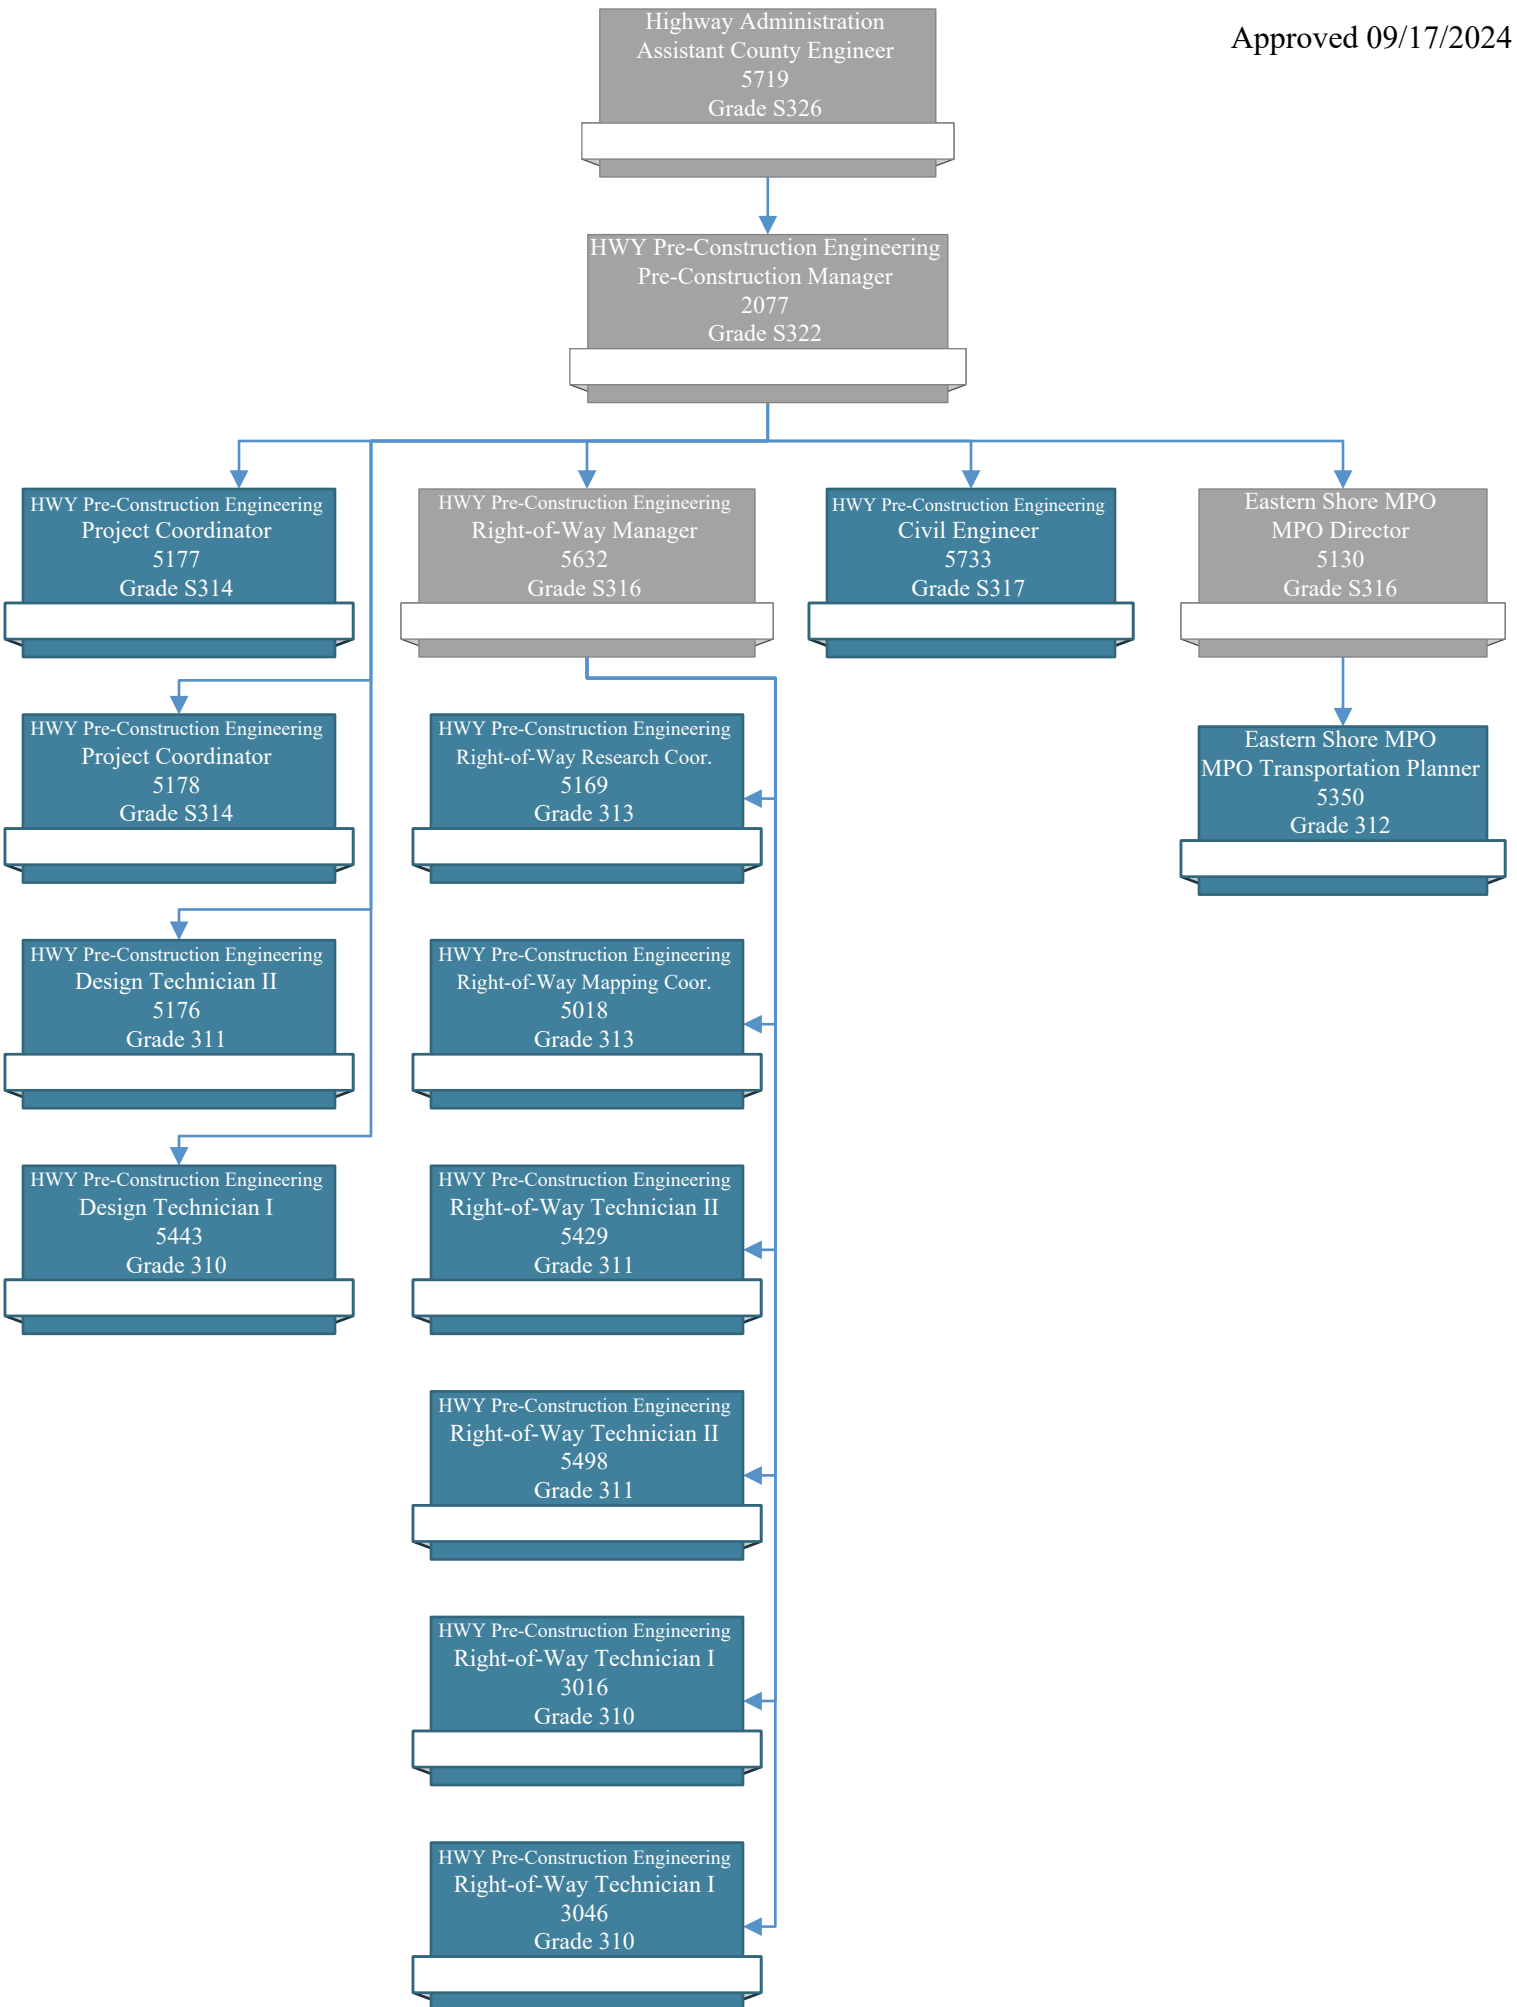 Approved 09/17/2024
Highway Administration
Assistant County Engineer
5719
Grade S326
HWY Pre-Construction Engineering
Pre-Construction Manager
2077
Grade S322
HWY Pre-Construction Engineering
Project Coordinator
5177
Grade S314
HWY Pre-Construction Engineering
Right-of-Way Manager
5632
Grade S316
HWY Pre-Construction Engineering
Civil Engineer
5733
Grade S317
Eastern Shore MPO
MPO Director
5130
Grade S316
HWY Pre-Construction Engineering
Project Coordinator
5178
Grade S314
HWY Pre-Construction Engineering
Right-of-Way Research Coor.
5169
Grade 313
Eastern Shore MPO
MPO Transportation Planner
5350
Grade 312
HWY Pre-Construction Engineering
Design Technician II
5176
Grade 311
HWY Pre-Construction Engineering
Right-of-Way Mapping Coor.
5018
Grade 313
HWY Pre-Construction Engineering
Design Technician I
5443
Grade 310
HWY Pre-Construction Engineering
Right-of-Way Technician II
5429
Grade 311
HWY Pre-Construction Engineering
Right-of-Way Technician II
5498
Grade 311
HWY Pre-Construction Engineering
Right-of-Way Technician I
3016
Grade 310
HWY Pre-Construction Engineering
Right-of-Way Technician I
3046
Grade 310